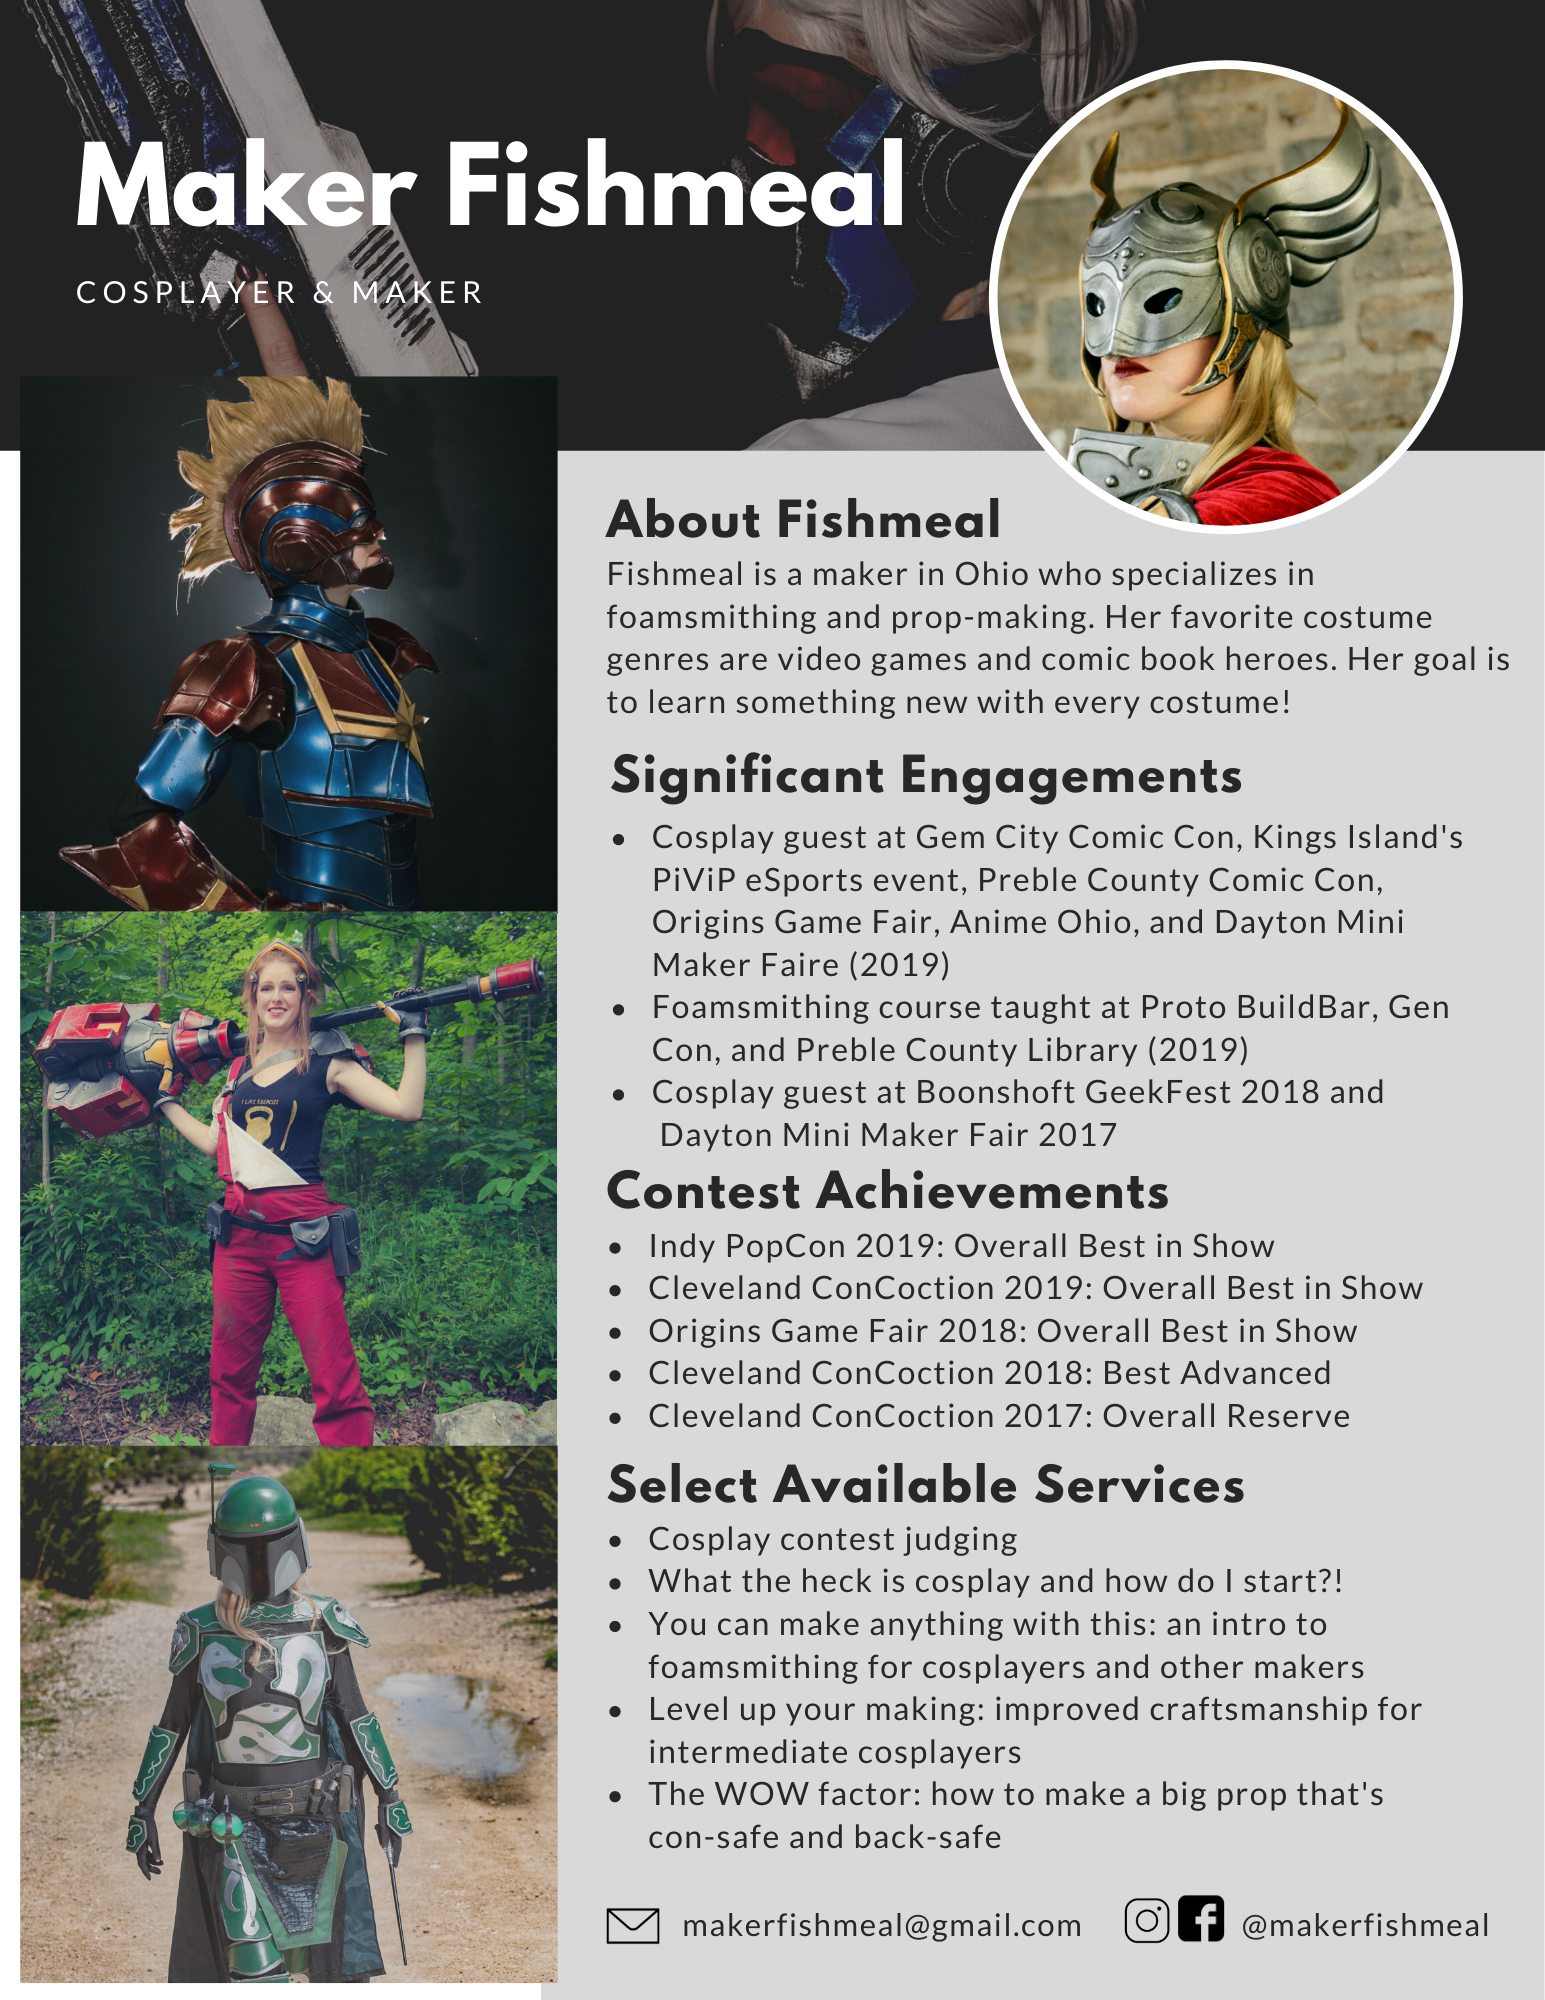 Maker Fishmeal
COSPLAYER & MAKER
About Fishmeal
Fishmeal is a maker in Ohio who specializes in
foamsmithing and prop-making. Her favorite costume
genres are video games and comic book heroes. Her goal is
to learn something new with every costume!
Significant Engagements
• Cosplay guest at Gem City Comic Con, Kings Island's
PiViP eSports event, Preble County Comic Con,
Origins Game Fair, Anime Ohio, and Dayton Mini
Maker Faire (2019)
• Foamsmithing course taught at Proto BuildBar, Gen
Con, and Preble County Library (2019)
• Cosplay guest at Boonshoft GeekFest 2018 and
Dayton Mini Maker Fair 2017
I LIFE EXERCISE
Contest Achievements
• Indy PopCon 2019: Overall Best in Show
• Cleveland ConCoction 2019: Overall Best in Show
• Origins Game Fair 2018: Overall Best in Show
• Cleveland ConCoction 2018: Best Advanced
• Cleveland ConCoction 2017: Overall Reserve
Select Available Services
• Cosplay contest judging
• What the heck is cosplay and how do I start?!
• You can make anything with this: an intro to
foamsmithing for cosplayers and other makers
• Level up your making: improved craftsmanship for
intermediate cosplayers
• The WOW factor: how to make a big prop that's
con-safe and back-safe
makerfishmeal@gmail.com
@makerfishmeal